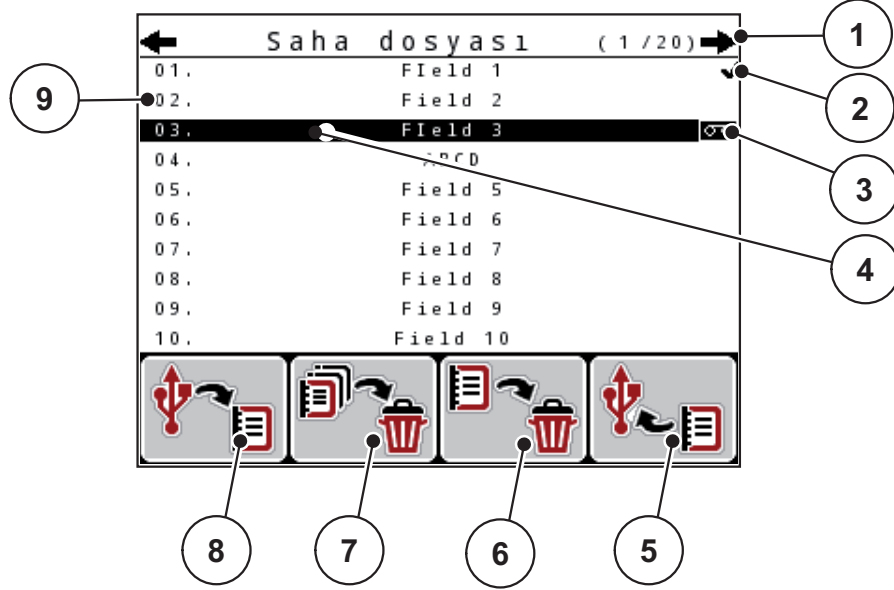 Saha dosyası (1/20)
1
01. FIeld 1
2
9
02. Field 2
03. FIeld 3
3
04. ABCD
05. Field 5
4
06. Field 6
07. Field 7
08. Field 8
09. Field 9
10. Field 10
8 7 6 5